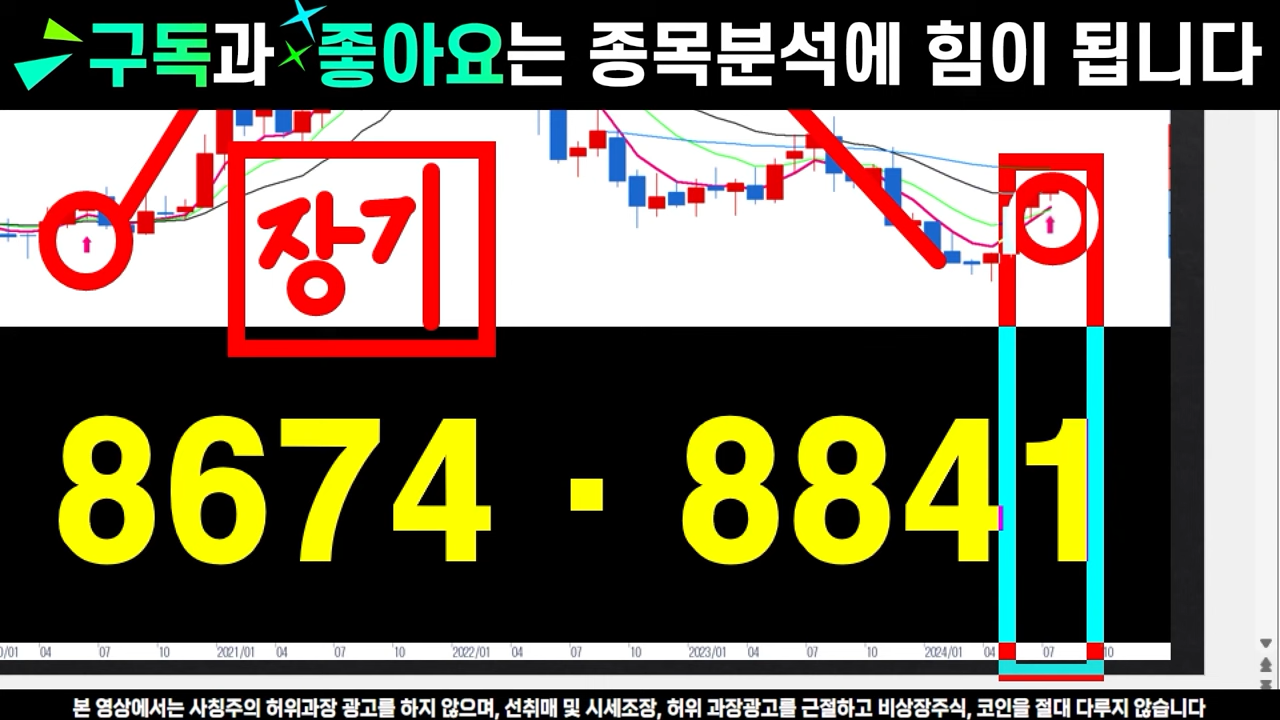 구독과 좋아요는 종목분석에 힘이 됩니다
장기
8674 · 8841
0/01 04 07 10 2021/01 04 07 10 2022/01 04 07 10 2023/01 04 07 10 2024/01 04 07 10
본 영상에서는 사칭주의 허위과장 광고를 하지 않으며, 선취매 및 시세조장, 허위 과장광고를 근절하고 비상장주식, 코인을 절대 다루지 않습니다